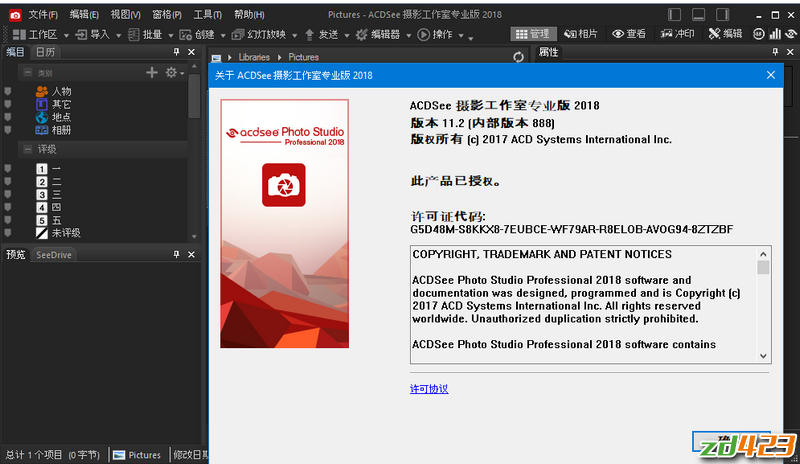 文件(F) 编辑(E) 视图(V) 窗格(P) 工具(T) 帮助(H) Pictures - ACDSee 摄影工作室专业版 2018
工作区 导入 批量 创建 幻灯放映 发送 编辑器 操作 管理 相片 查看 冲印 编辑
编目 日历
Libraries Pictures
属性
类别
人物
其它
地点
相册
评级
1 一
2 二
3 三
4 四
5 五
未评级
预览 SeeDrive
关于 ACDSee 摄影工作室专业版 2018
acdsee Photo Studio
Professional 2018
ACDSee 摄影工作室专业版 2018
版本 11.2 (内部版本 888)
版权所有 (c) 2017 ACD Systems International Inc.
此产品已授权。
许可证代码:
G5D48M-S8KKX8-7EUBCE-WF79AR-R8ELOB-AVOG94-8ZTZBF
COPYRIGHT, TRADEMARK AND PATENT NOTICES
ACDSee Photo Studio Professional 2018 software and
documentation was designed, programmed and is Copyright (c)
2017 ACD Systems International Inc. All rights reserved
worldwide. Unauthorized duplication strictly prohibited.
ACDSee Photo Studio Professional 2018 software contains
许可协议
总计 1 个项目 (0 字节) Pictures 修改日期
zd423